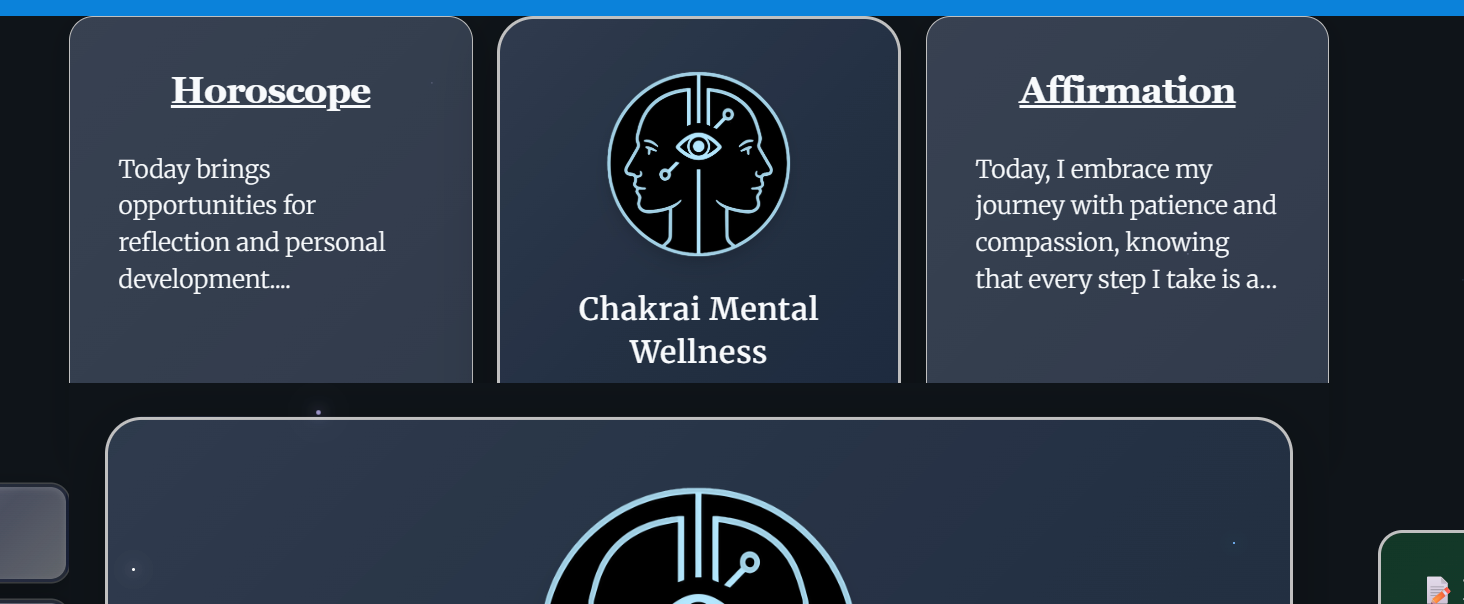 Horoscope
Today brings
opportunities for
reflection and personal
development....
Chakrai Mental
Wellness
Affirmation
Today, I embrace my
journey with patience and
compassion, knowing
that every step I take is a...